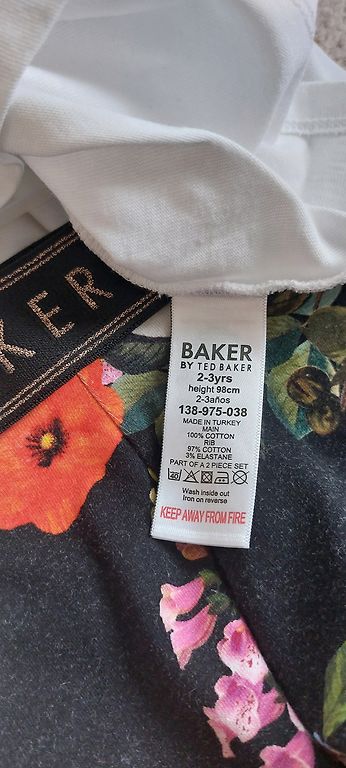 KER
BAKER
BY TED BAKER
2-3yrs
height 98cm
2-3años
138-975-038
MADE IN TURKEY
MAIN
100% COTTON
RIB
97% COTTON
3% ELASTANE
PART OF A 2 PIECE SET
Wash inside out
Iron on reverse
KEEP AWAY FROM FIRE